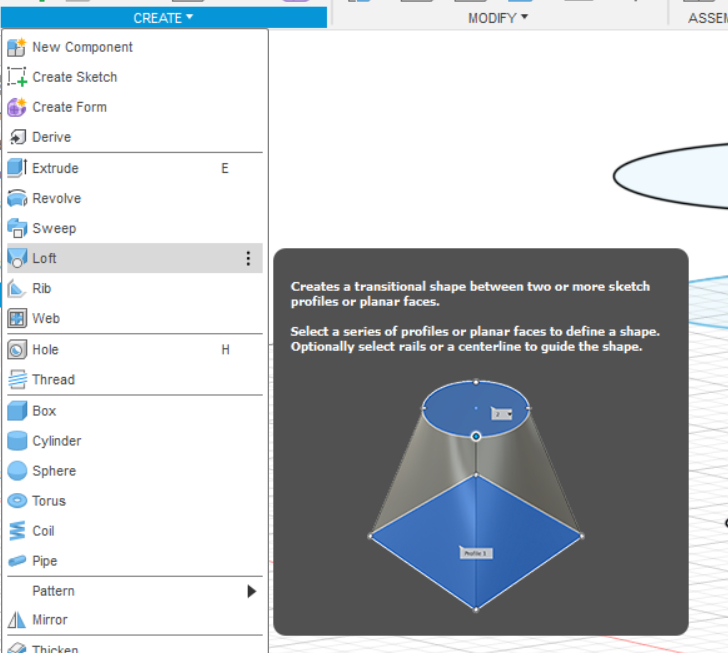 CREATE
MODIFY
ASSEM
New Component
Create Sketch
Create Form
Derive
Extrude E
Revolve
Sweep
Loft
Rib
Web
Hole H
Thread
Box
Cylinder
Sphere
Torus
Coil
Pipe
Pattern
Mirror
Thicken
Creates a transitional shape between two or more sketch
profiles or planar faces.
Select a series of profiles or planar faces to define a shape.
Optionally select rails or a centerline to guide the shape.
2
Profile 1